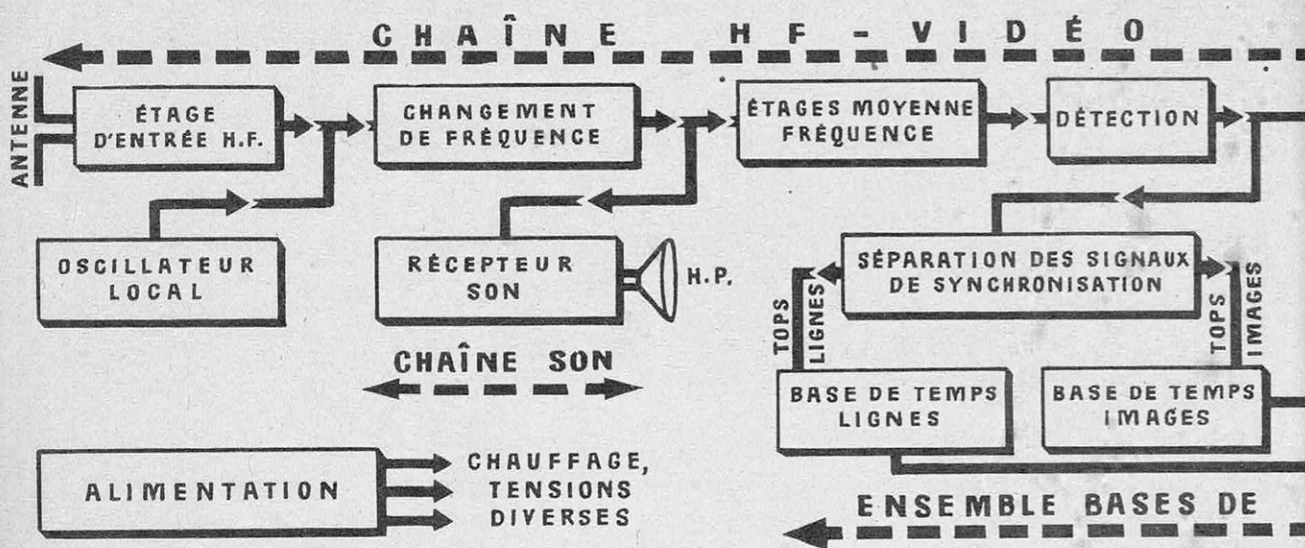 CHAÎNE HF-VIDÉO
ANTENNE
ÉTAGE
D'ENTRÉE H.F.
CHANGEMENT
DE FRÉQUENCE
ÉTAGES MOYENNE
FRÉQUENCE
DÉTECTION
OSCILLATEUR
LOCAL
RÉCEPTEUR
SON
H.P.
SÉPARATION DES SIGNAUX
DE SYNCHRONISATION
TOPS
LIGNES
TOPS
IMAGES
CHAÎNE SON
BASE DE TEMPS
LIGNES
BASE DE TEMPS
IMAGES
ALIMENTATION
CHAUFFAGE,
TENSIONS
DIVERSES
ENSEMBLE BASES DE